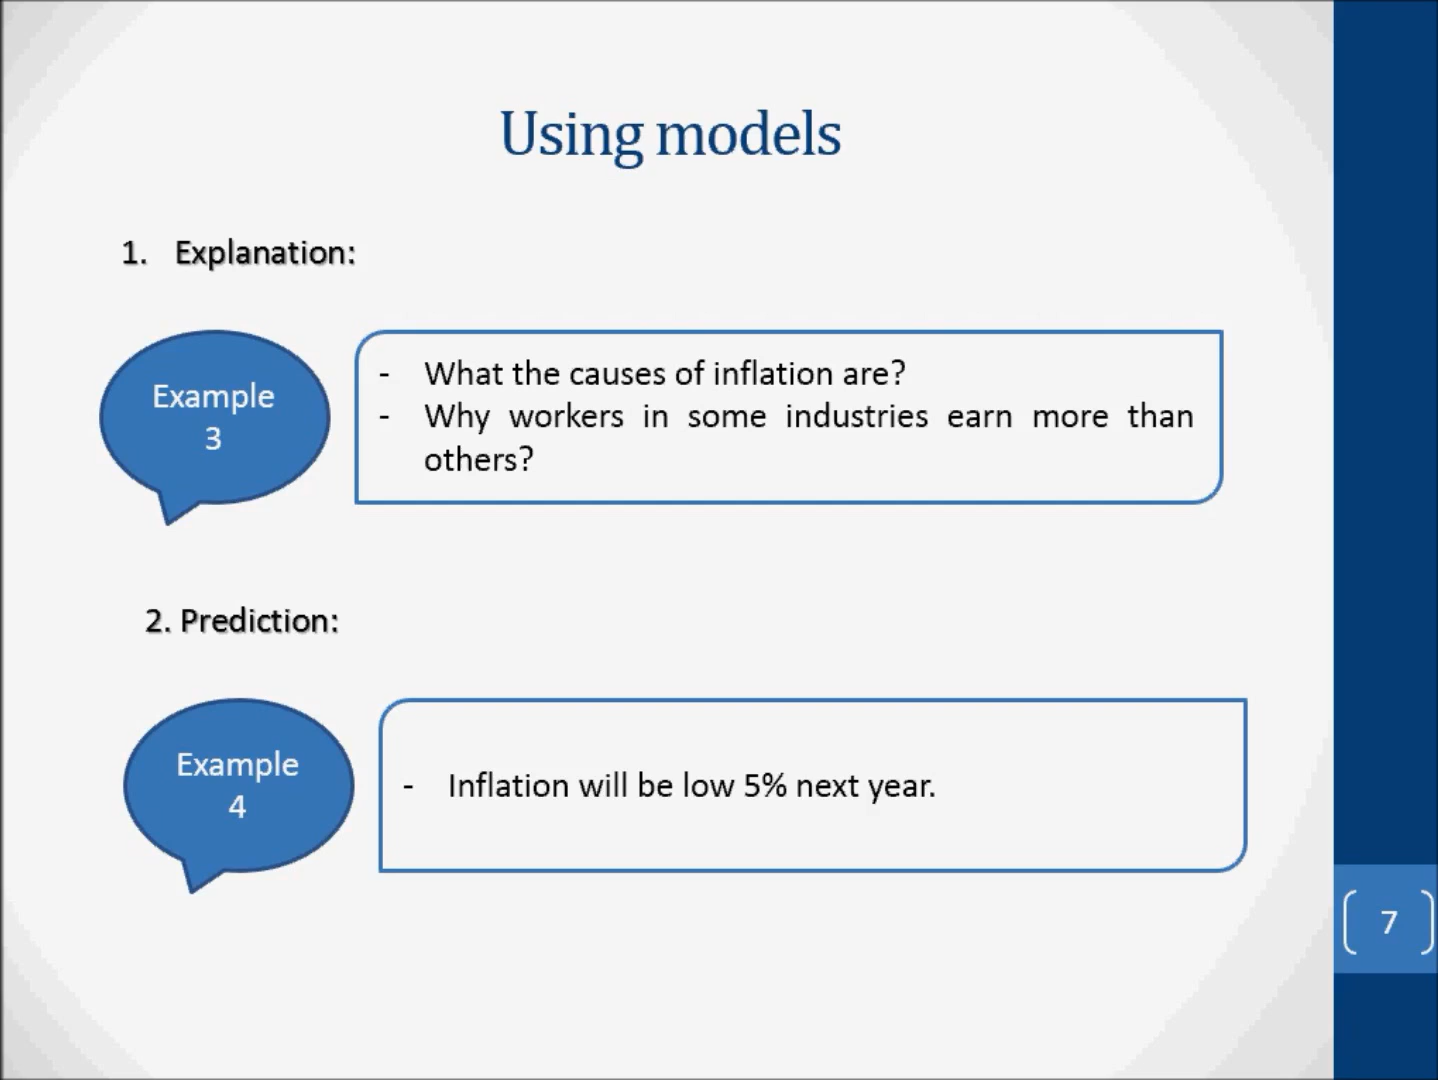 Using models
1. Explanation:
Example
3
- What the causes of inflation are?
- Why workers in some industries earn more than
others?
2. Prediction:
Example
4
- Inflation will be low 5% next year.
7